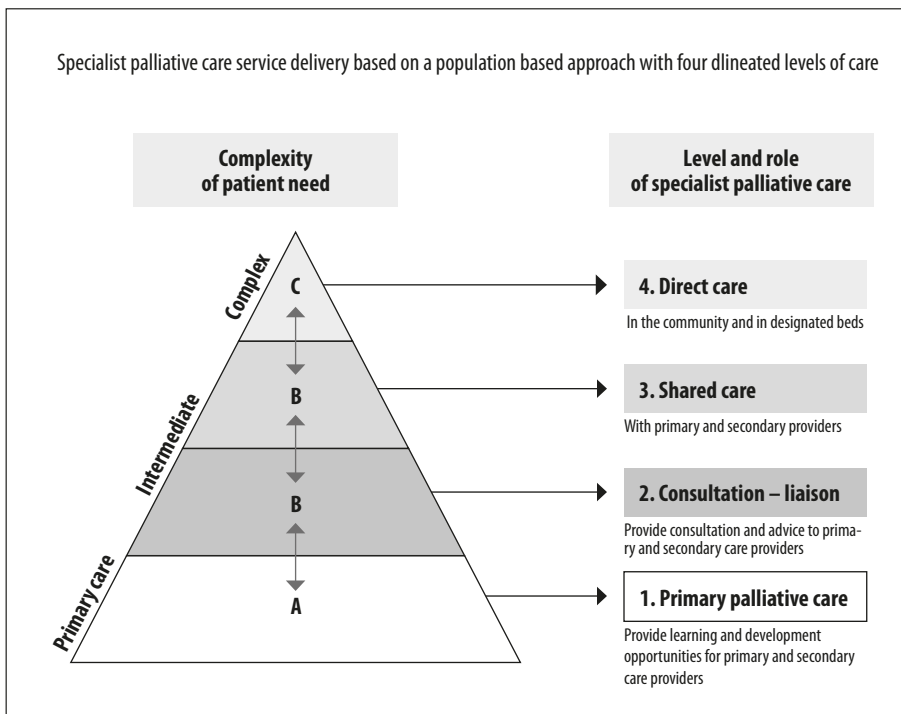 Specialist palliative care service delivery based on a population based approach with four dlineated levels of care
Complexity
of patient need
Level and role
of specialist palliative care
Complex
Intermediate
Primary care
C
B
B
A
4. Direct care
In the community and in designated beds
3. Shared care
With primary and secondary providers
2. Consultation – liaison
Provide consultation and advice to prima-
ry and secondary care providers
1. Primary palliative care
Provide learning and development
opportunities for primary and secondary
care providers